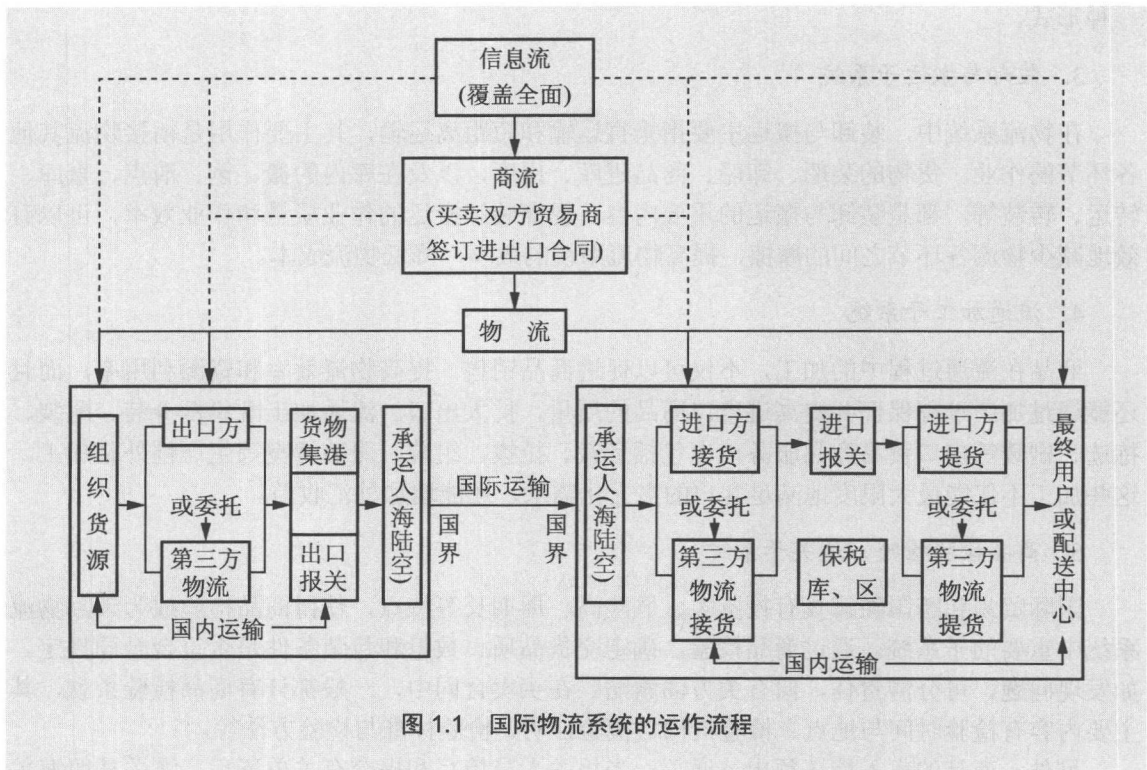 信息流
(覆盖全面)
商流
(买卖双方贸易商
签订进出口合同)
物 流
组织货源
出口方
或委托
第三方
物流
国内运输
货物
集港
出口
报关
承运人(海陆空)
国界
国际运输
国界
承运人(海陆空)
进口方
接货
或委托
第三方
物流
接货
进口
报关
保税
库、区
进口方
提货
或委托
第三方
物流
提货
国内运输
最终用户或配送中心
图 1.1 国际物流系统的运作流程